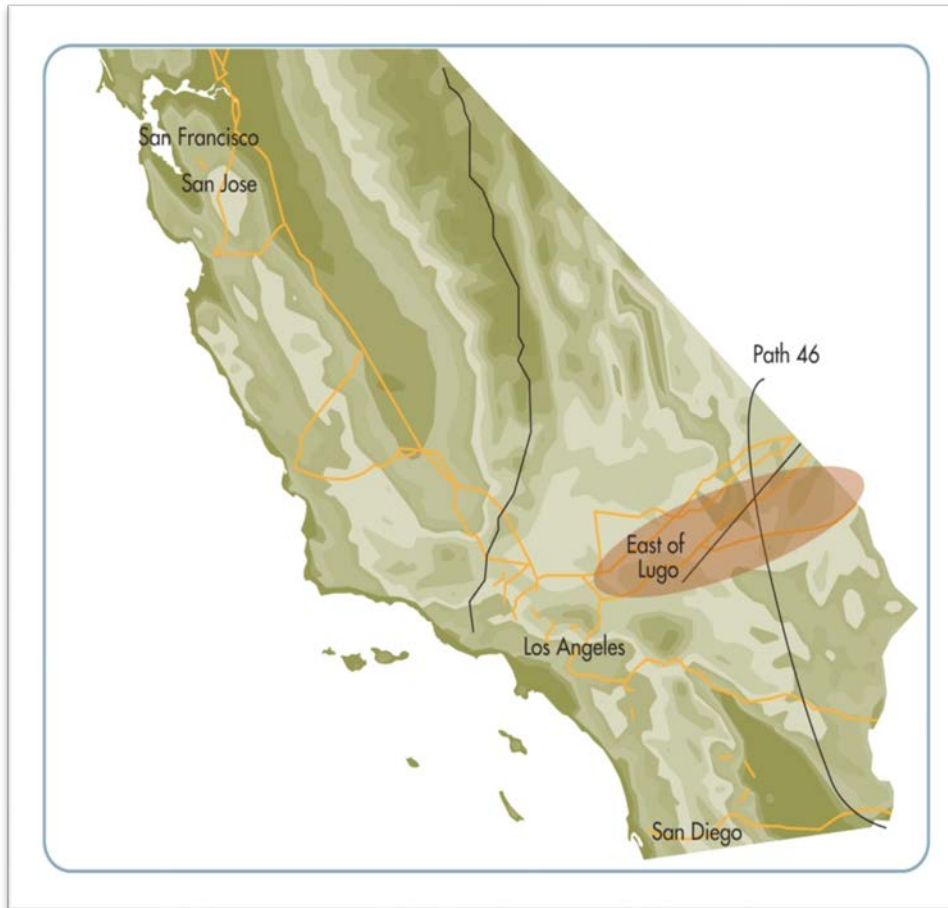 San Francisco
San Jose
Path 46
East of
Lugo
Los Angeles
San Diego